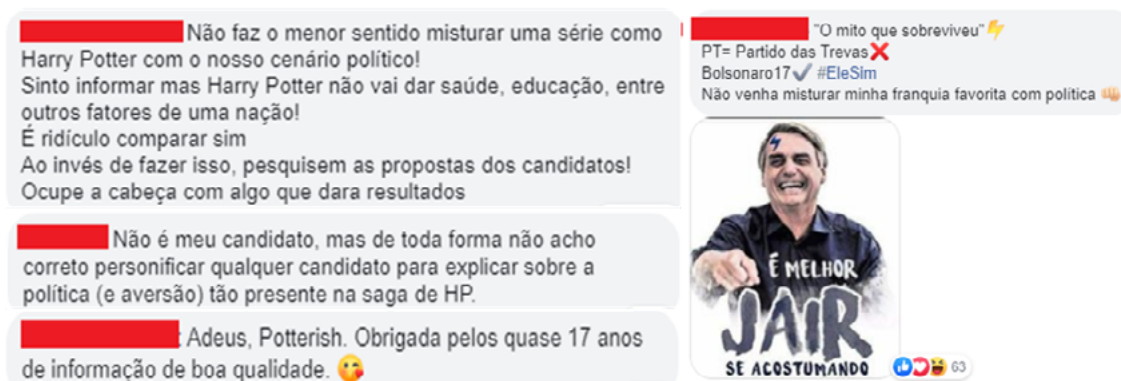 Não faz o menor sentido misturar uma série como
Harry Potter com o nosso cenário político!
Sinto informar mas Harry Potter não vai dar saúde, educação, entre
outros fatores de uma nação!
É ridículo comparar sim
Ao invés de fazer isso, pesquisem as propostas dos candidatos!
Ocupe a cabeça com algo que dara resultados
Não é meu candidato, mas de toda forma não acho
correto personificar qualquer candidato para explicar sobre a
política (e aversão) tão presente na saga de HP.
: Adeus, Potterish. Obrigada pelos quase 17 anos
de informação de boa qualidade. 😘
"O mito que sobreviveu"⚡
PT= Partido das Trevas❌
Bolsonaro17✔ #EleSim
Não venha misturar minha franquia favorita com política 👊🏻
É MELHOR
JAIR
SE ACOSTUMANDO
63